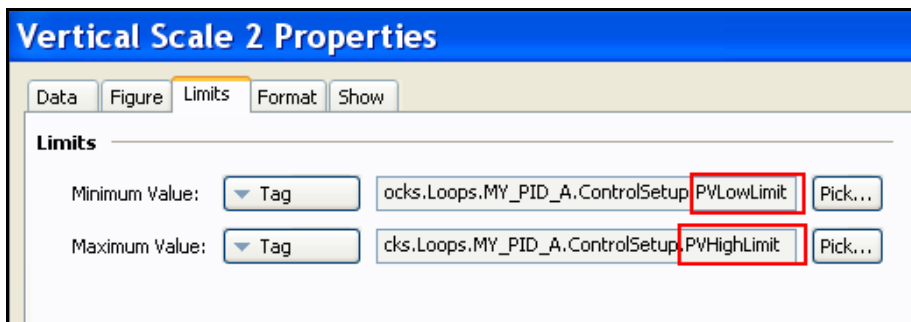 Vertical Scale 2 Properties
Data Figure Limits Format Show
Limits
Minimum Value: Tag ocks.Loops.MY_PID_A.ControlSetup.PVLowLimit Pick...
Maximum Value: Tag cks.Loops.MY_PID_A.ControlSetup.PVHighLimit Pick...